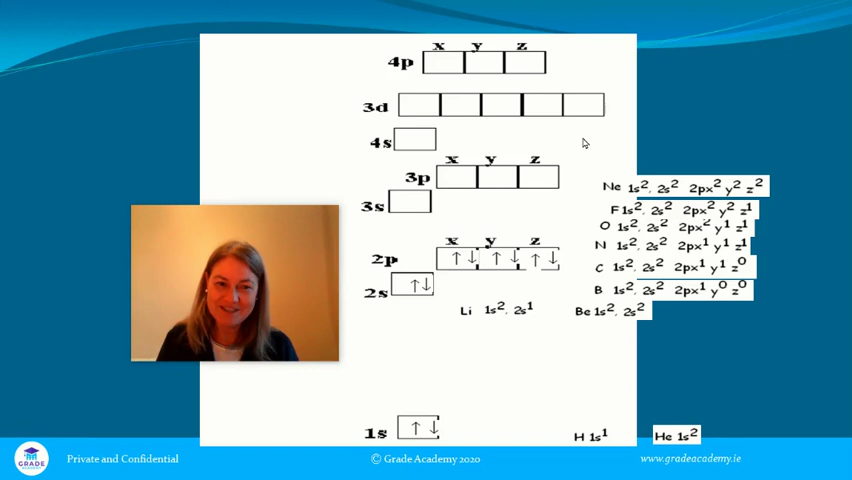 x y z
4p
3d
4s
x y z
3p
3s
Ne 1s², 2s² 2px² y² z²
F 1s², 2s² 2px² y² z¹
O 1s², 2s² 2px² y¹ z¹
N 1s², 2s² 2px¹ y¹ z¹
x y z
2p ↑↓ ↑↓ ↑↓
C 1s², 2s² 2px¹ y¹ z⁰
2s ↑↓
B 1s², 2s² 2px¹ y⁰ z⁰
Li 1s², 2s¹ Be 1s², 2s²
1s ↑↓
H 1s¹ He 1s²
GRADE
ACADEMY
Private and Confidential © Grade Academy 2020 www.gradeacademy.ie